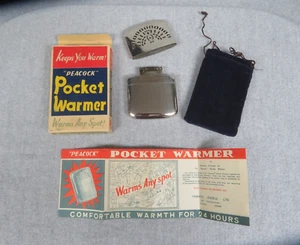 Keeps You Warm!
"PEACOCK"
Pocket
Warmer
Warms Any Spot!
"PEACOCK" POCKET WARMER
Warms Any spot
COMFORTABLE WARMTH FOR 24 HOURS